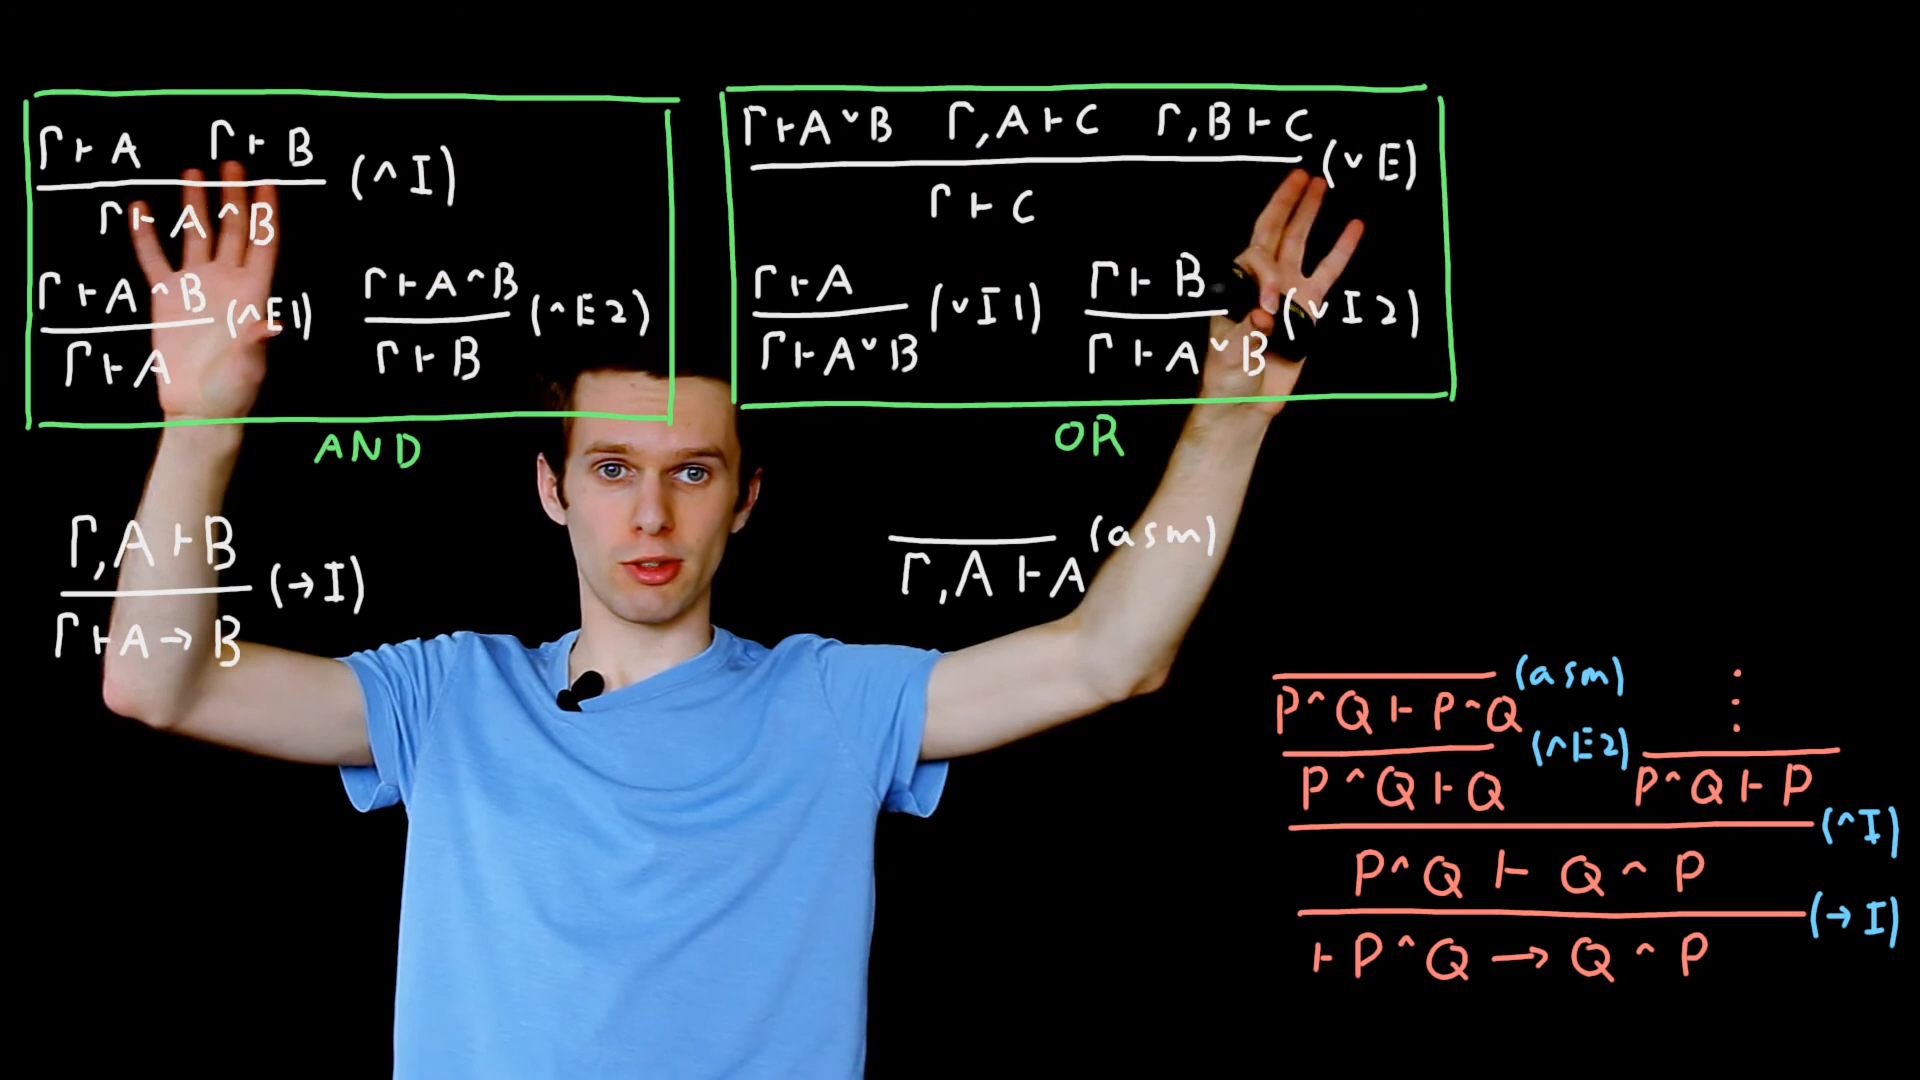 Γ ⊢ A Γ ⊢ B (∧I)
Γ ⊢ A ∧ B
Γ ⊢ A ∧ B (∧E1)
Γ ⊢ A
Γ ⊢ A ∧ B (∧E2)
Γ ⊢ B
AND
Γ ⊢ A ∨ B Γ, A ⊢ C Γ, B ⊢ C (∨E)
Γ ⊢ C
Γ ⊢ A (∨I1)
Γ ⊢ A ∨ B
Γ ⊢ B (∨I2)
Γ ⊢ A ∨ B
OR
Γ, A ⊢ B (→I)
Γ ⊢ A → B
(asm)
Γ, A ⊢ A
(asm)
P ∧ Q ⊢ P ∧ Q
(∧E2)
⋮
P ∧ Q ⊢ Q P ∧ Q ⊢ P
(∧I)
P ∧ Q ⊢ Q ∧ P
(→I)
⊢ P ∧ Q → Q ∧ P